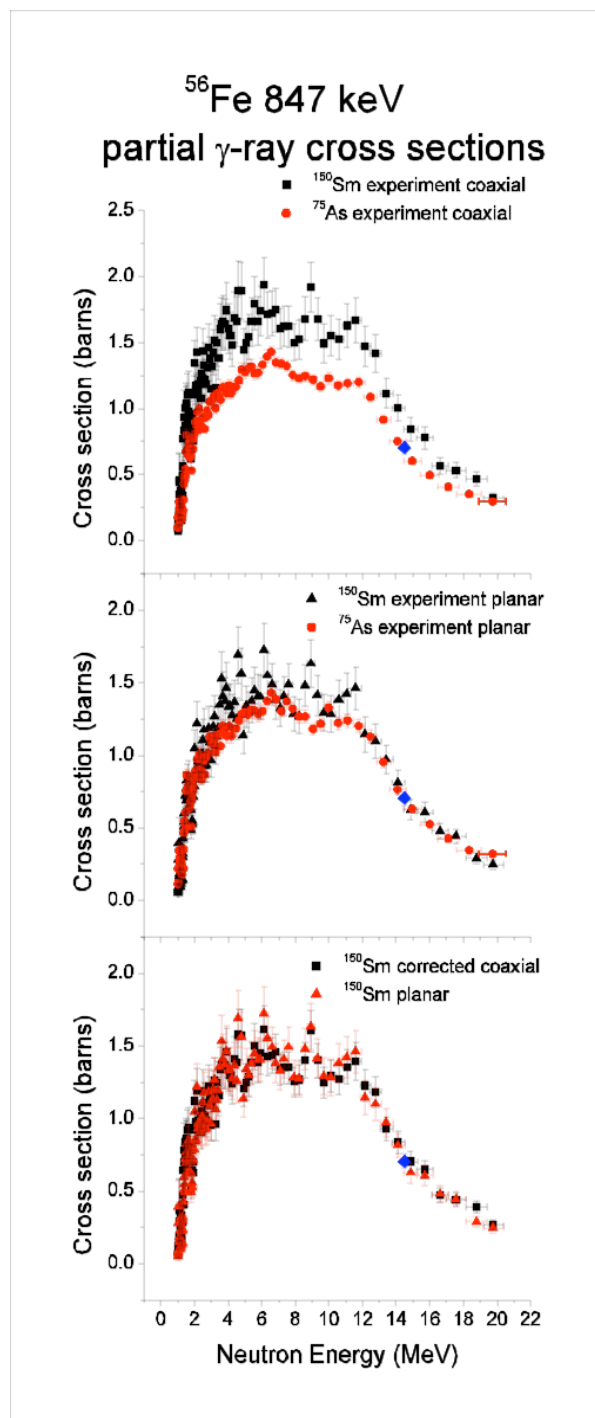 ⁵⁶Fe 847 keV
partial γ-ray cross sections
¹⁵⁰Sm experiment coaxial
⁷⁵As experiment coaxial
2.5
2.0
1.5
1.0
0.5
0.0
Cross section (barns)
¹⁵⁰Sm experiment planar
⁷⁵As experiment planar
2.0
1.5
1.0
0.5
0.0
Cross section (barns)
¹⁵⁰Sm corrected coaxial
¹⁵⁰Sm planar
2.0
1.5
1.0
0.5
0.0
Cross section (barns)
0 2 4 6 8 10 12 14 16 18 20 22
Neutron Energy (MeV)